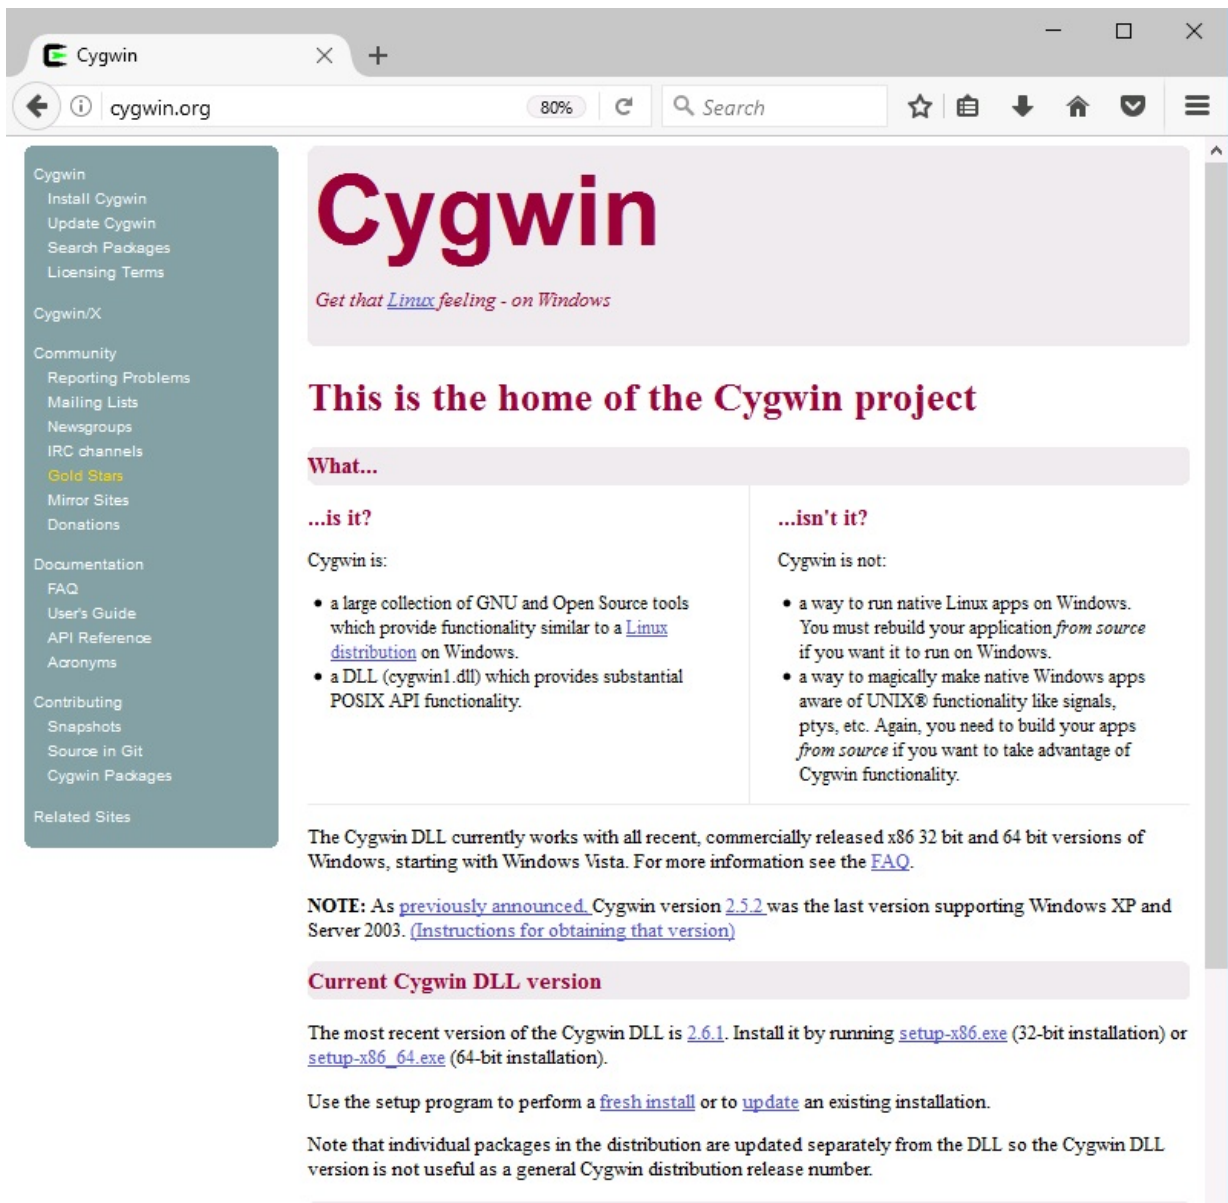 Cygwin
cygwin.org
80%
Search
Cygwin
Install Cygwin
Update Cygwin
Search Packages
Licensing Terms
Cygwin/X
Community
Reporting Problems
Mailing Lists
Newsgroups
IRC channels
Gold Stars
Mirror Sites
Donations
Documentation
FAQ
User's Guide
API Reference
Acronyms
Contributing
Snapshots
Source in Git
Cygwin Packages
Related Sites
Cygwin
Get that Linux feeling - on Windows
This is the home of the Cygwin project
What...
...is it?
Cygwin is:
• a large collection of GNU and Open Source tools
which provide functionality similar to a Linux
distribution on Windows.
• a DLL (cygwin1.dll) which provides substantial
POSIX API functionality.
...isn't it?
Cygwin is not:
• a way to run native Linux apps on Windows.
You must rebuild your application from source
if you want it to run on Windows.
• a way to magically make native Windows apps
aware of UNIX® functionality like signals,
ptys, etc. Again, you need to build your apps
from source if you want to take advantage of
Cygwin functionality.
The Cygwin DLL currently works with all recent, commercially released x86 32 bit and 64 bit versions of
Windows, starting with Windows Vista. For more information see the FAQ.
NOTE: As previously announced, Cygwin version 2.5.2 was the last version supporting Windows XP and
Server 2003. (Instructions for obtaining that version)
Current Cygwin DLL version
The most recent version of the Cygwin DLL is 2.6.1. Install it by running setup-x86.exe (32-bit installation) or
setup-x86_64.exe (64-bit installation).
Use the setup program to perform a fresh install or to update an existing installation.
Note that individual packages in the distribution are updated separately from the DLL so the Cygwin DLL
version is not useful as a general Cygwin distribution release number.